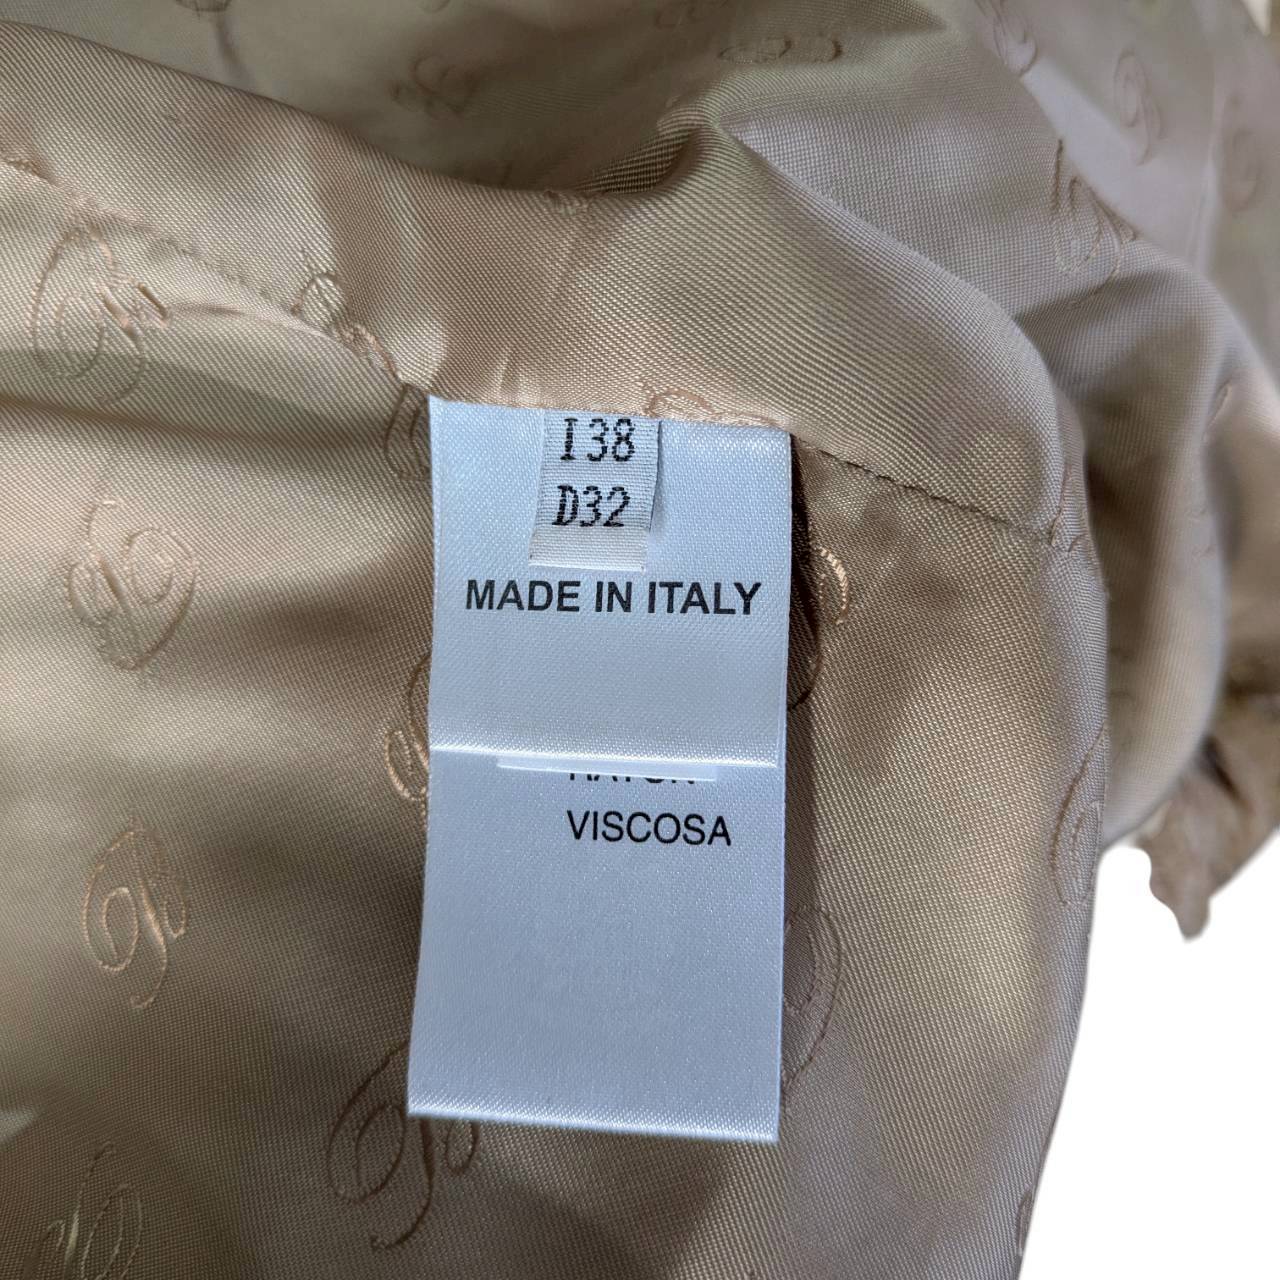 I38
D32
MADE IN ITALY
VISCOSA